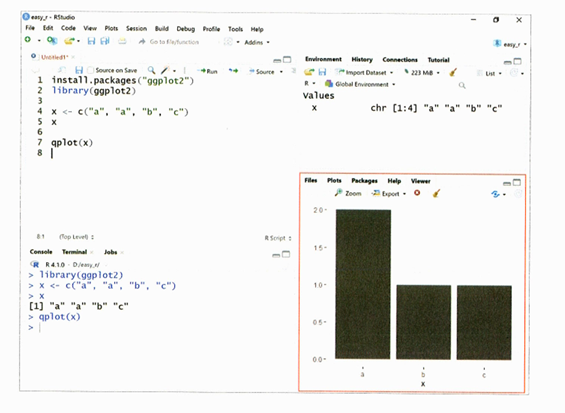 easy_r - RStudio
File Edit Code View Plots Session Build Debug Profile Tools Help
Go to file/function
Addins
easy_r
Untitled1*
Source on Save
Run
Source
1 install.packages("ggplot2")
2 library(ggplot2)
3
4 x <- c("a", "a", "b", "c")
5 x
6
7 qplot(x)
8
8:1 (Top Level) R Script
Console Terminal Jobs
R 4.1.0 · D:/easy_r/
> library(ggplot2)
> x <- c("a", "a", "b", "c")
> x
[1] "a" "a" "b" "c"
> qplot(x)
>
Environment History Connections Tutorial
Import Dataset 223 MiB List
R Global Environment
Values
x chr [1:4] "a" "a" "b" "c"
Files Plots Packages Help Viewer
Zoom Export
2.0
1.5
1.0
0.5
0.0
a b c
x